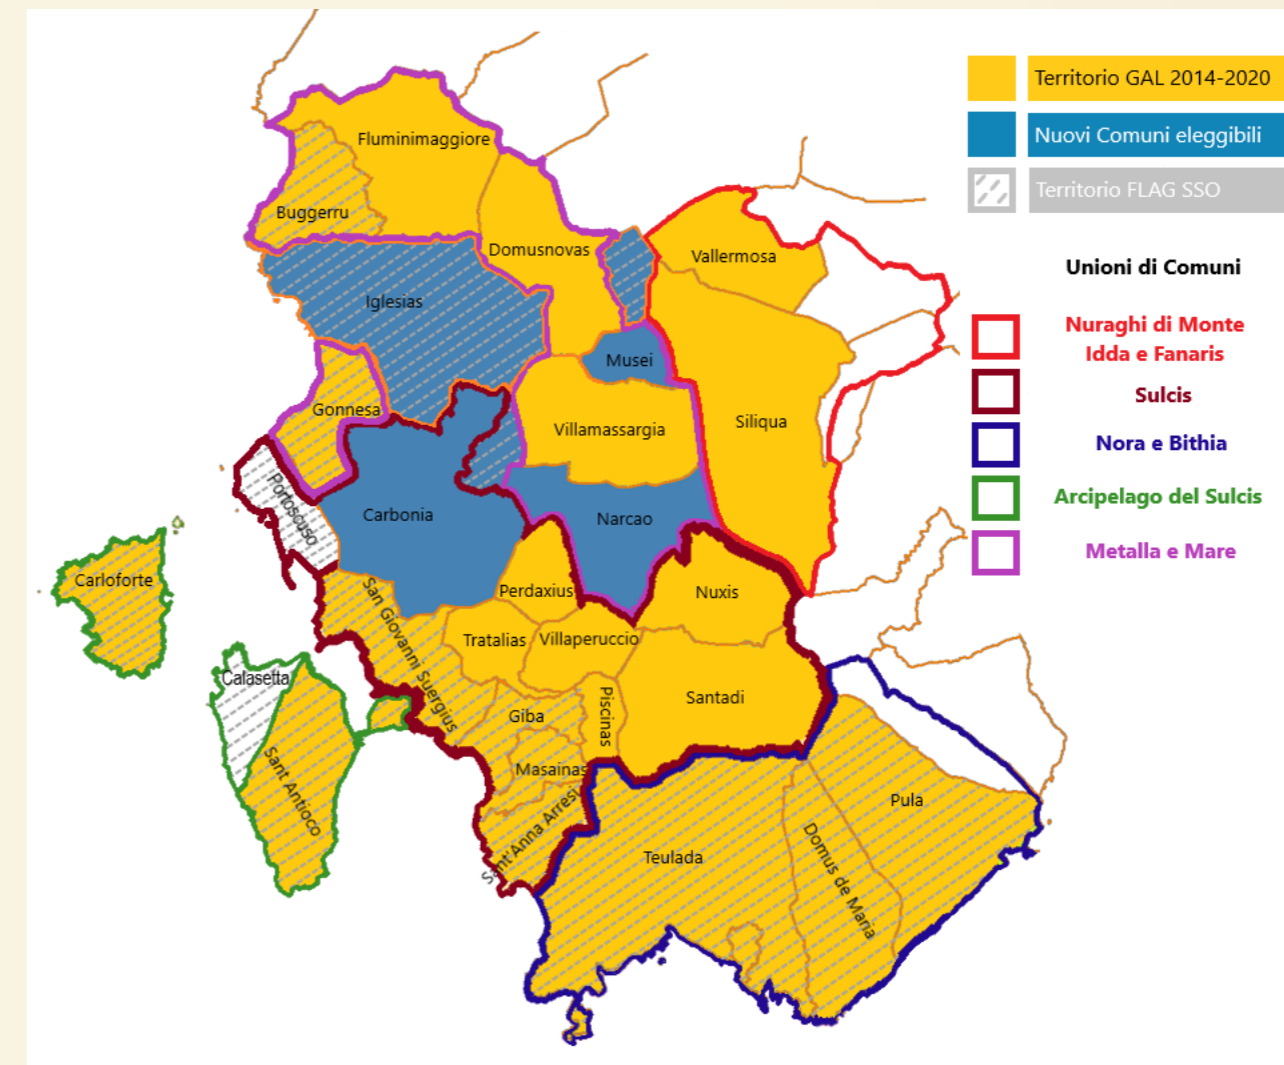 Territorio GAL 2014-2020
Nuovi Comuni eleggibili
Territorio FLAG SSO
Unioni di Comuni
Nuraghi di Monte
Idda e Fanaris
Sulcis
Nora e Bithia
Arcipelago del Sulcis
Metalla e Mare
Fluminimaggiore
Buggerru
Domusnovas
Vallermosa
Iglesias
Musei
Gonnesa
Villamassargia
Siliqua
Portoscuso
Carbonia
Narcao
Carloforte
Perdaxius
Nuxis
San Giovanni Suergius
Tratalias
Villaperuccio
Calasetta
Santadi
Giba
Piscinas
Masainas
Sant Antioco
Sant'Anna Arresi
Pula
Teulada
Domus de Maria